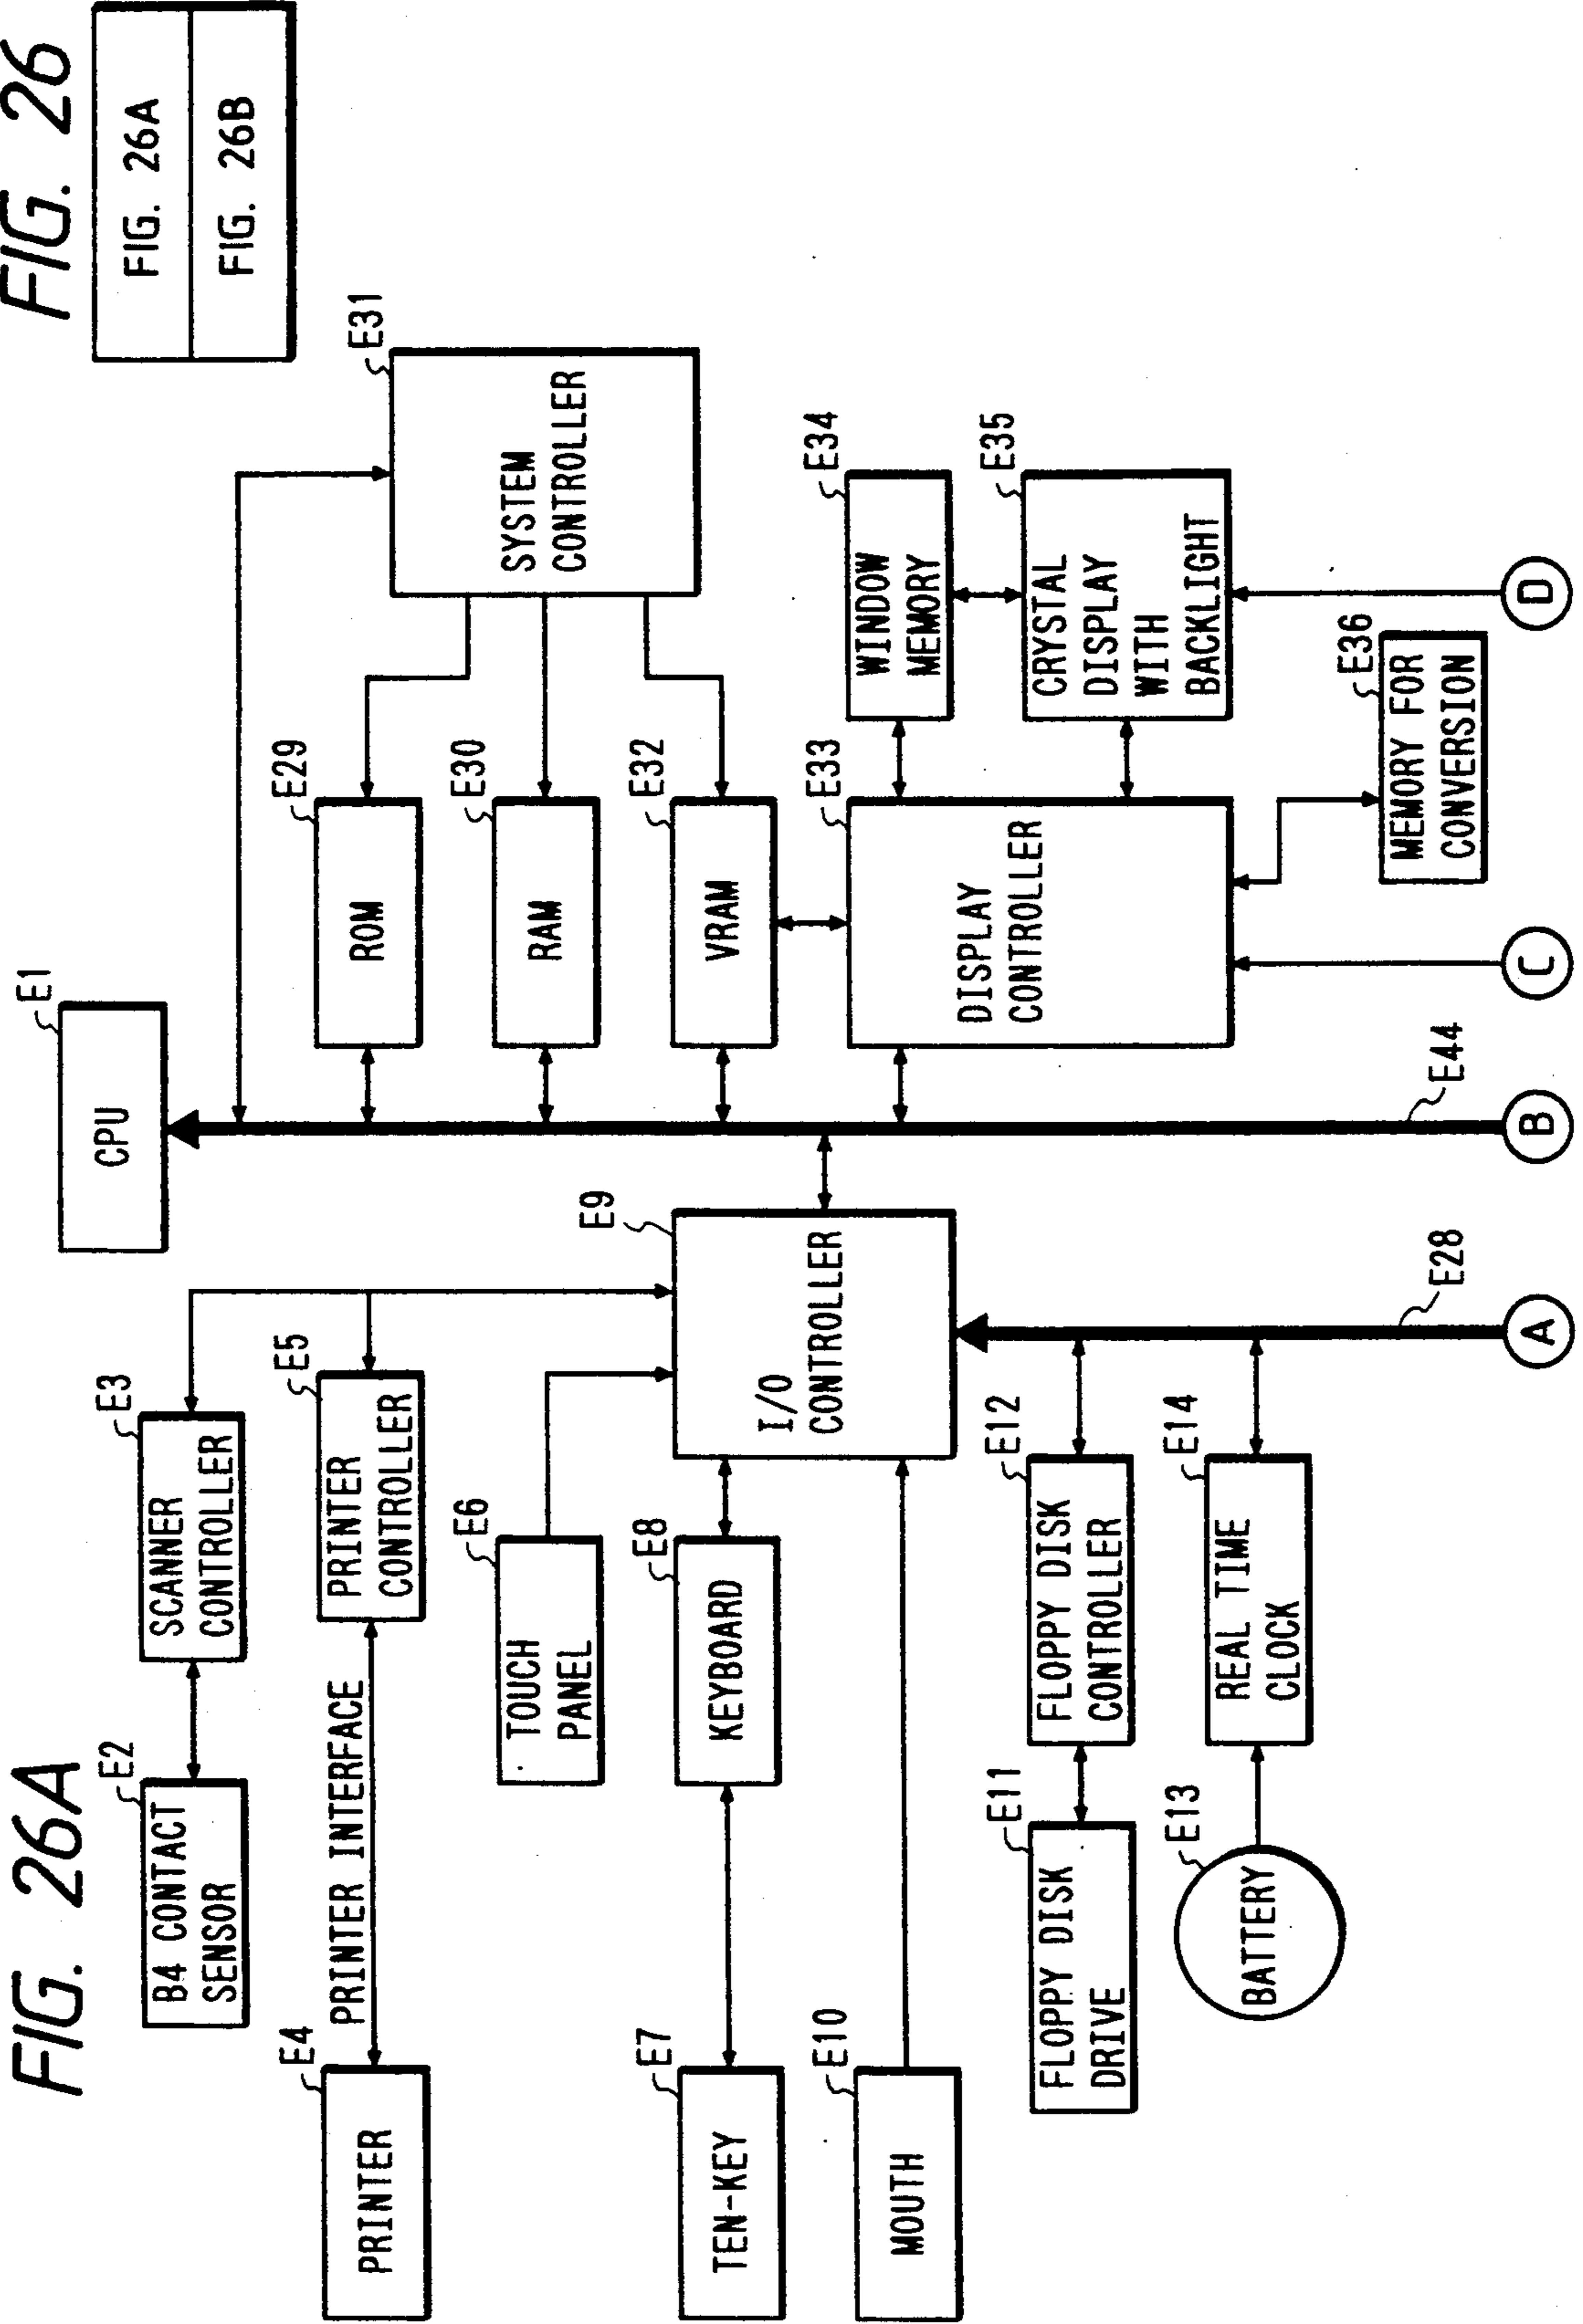 FIG. 26
FIG. 26A
FIG. 26B
FIG. 26A
E1
CPU
E2
B4 CONTACT
SENSOR
E3
SCANNER
CONTROLLER
E4
PRINTER
PRINTER INTERFACE
E5
PRINTER
CONTROLLER
E6
TOUCH
PANEL
E7
TEN-KEY
E8
KEYBOARD
E9
I/O
CONTROLLER
E10
MOUTH
E11
FLOPPY DISK
DRIVE
E12
FLOPPY DISK
CONTROLLER
E13
BATTERY
E14
REAL TIME
CLOCK
E28
E44
E29
ROM
E30
RAM
E31
SYSTEM
CONTROLLER
E32
VRAM
E33
DISPLAY
CONTROLLER
E34
WINDOW
MEMORY
E35
CRYSTAL
DISPLAY
WITH
BACKLIGHT
E36
MEMORY FOR
CONVERSION
A
B
C
D